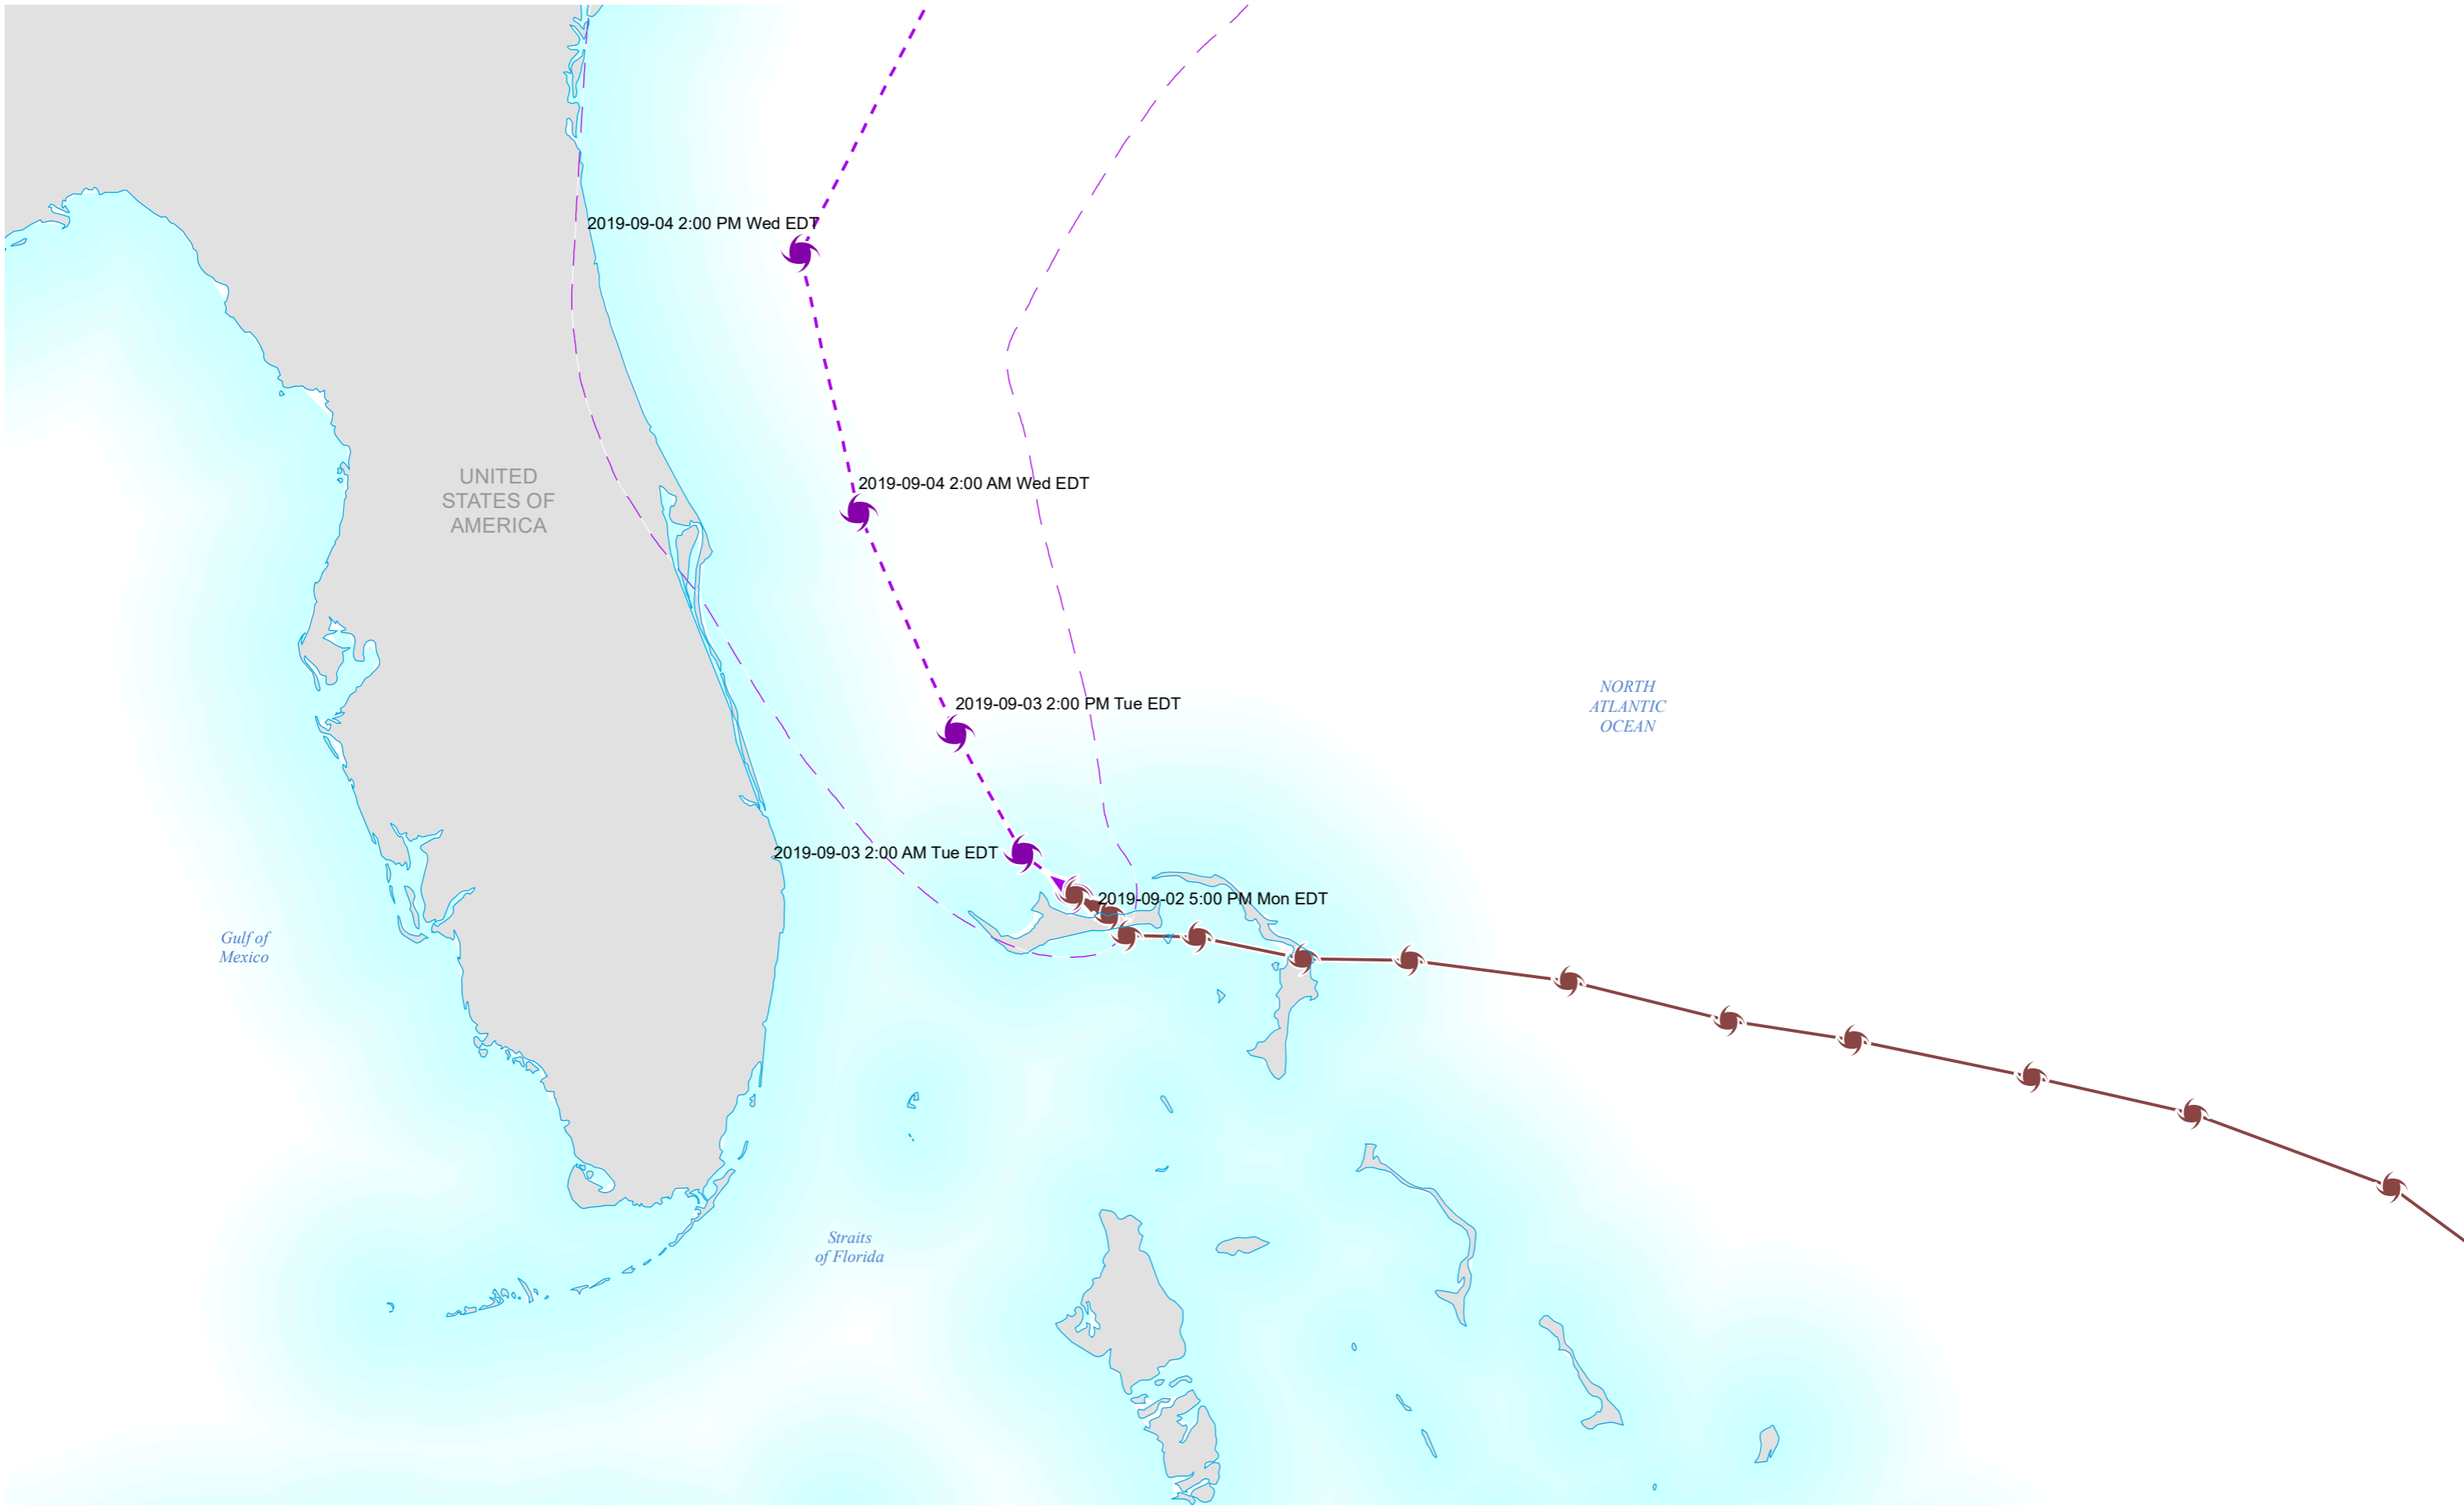 2019-09-04 2:00 PM Wed EDT
UNITED
STATES OF
AMERICA
2019-09-04 2:00 AM Wed EDT
2019-09-03 2:00 PM Tue EDT
NORTH
ATLANTIC
OCEAN
2019-09-03 2:00 AM Tue EDT
2019-09-02 5:00 PM Mon EDT
Gulf of
Mexico
Straits
of Florida